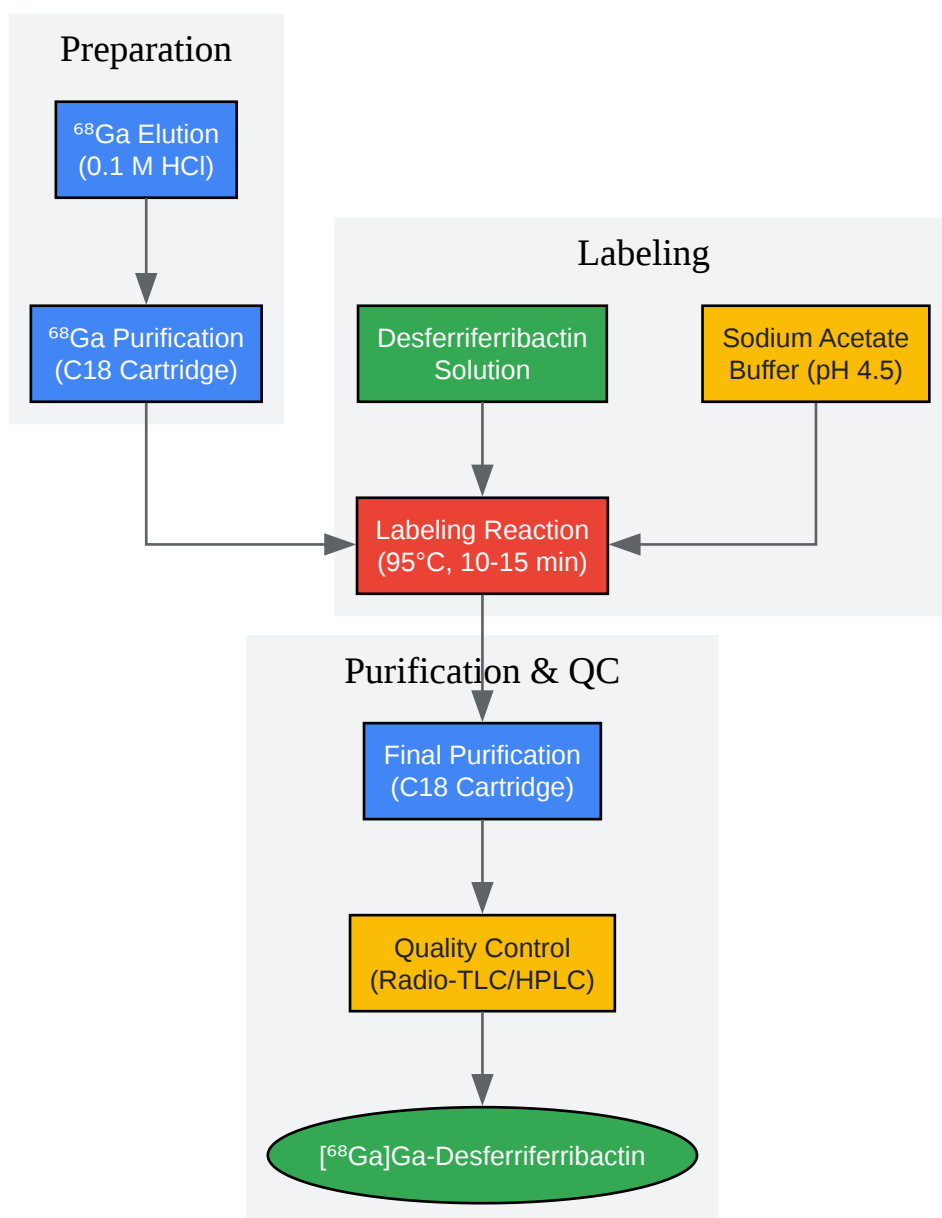 Preparation
⁶⁸Ga Elution
(0.1 M HCl)
⁶⁸Ga Purification
(C18 Cartridge)
Labeling
Desferriferribactin
Solution
Sodium Acetate
Buffer (pH 4.5)
Labeling Reaction
(95°C, 10-15 min)
Purification & QC
Final Purification
(C18 Cartridge)
Quality Control
(Radio-TLC/HPLC)
[⁶⁸Ga]Ga-Desferriferribactin